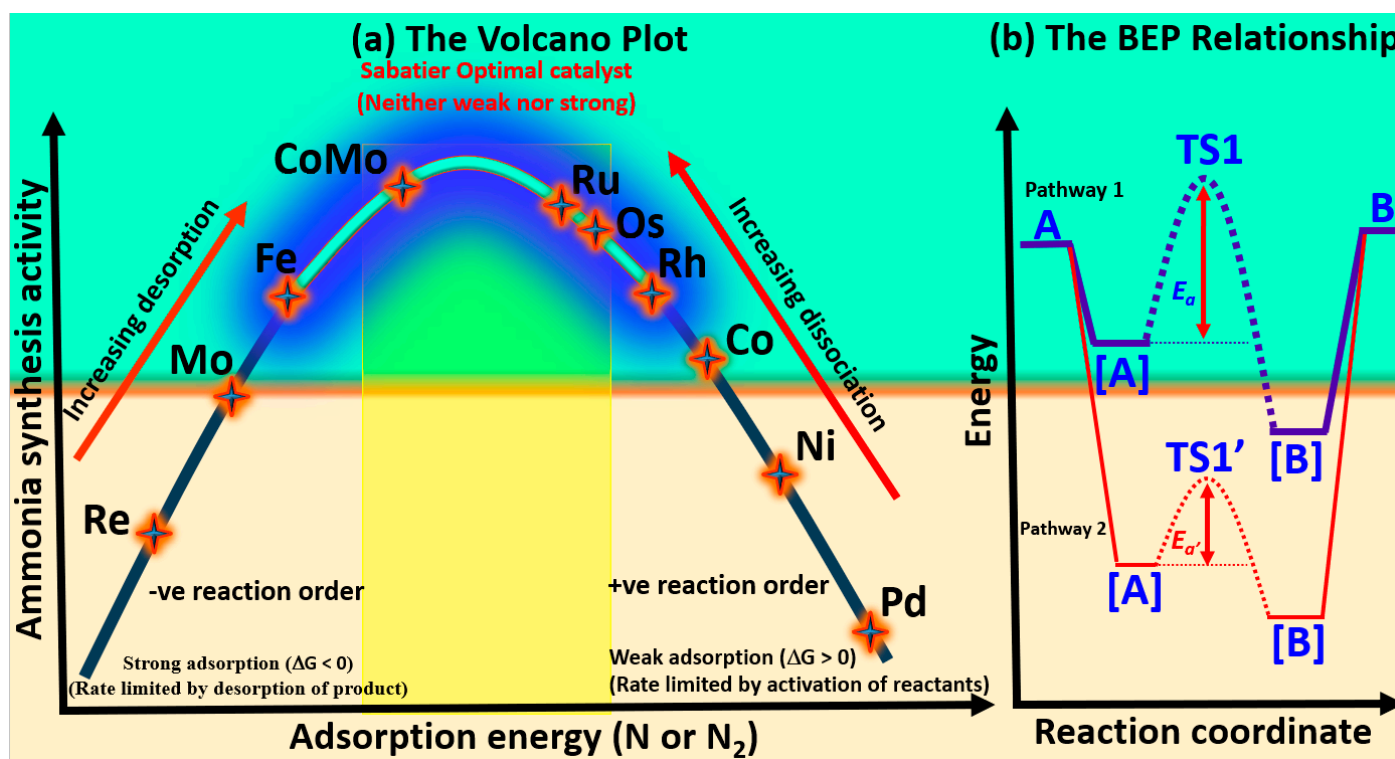 (a) The Volcano Plot
Sabatier Optimal catalyst
(Neither weak nor strong)
Ammonia synthesis activity
Increasing desorption
Increasing dissociation
CoMo
Ru
Os
Fe
Rh
Mo
Co
Re
Ni
Pd
-ve reaction order
+ve reaction order
Strong adsorption (ΔG < 0)
(Rate limited by desorption of product)
Weak adsorption (ΔG > 0)
(Rate limited by activation of reactants)
Adsorption energy (N or N₂)
(b) The BEP Relationship
Energy
TS1
Pathway 1
A
B
Eₐ
[A]
[B]
TS1’
Pathway 2
Eₐ’
[A]
[B]
Reaction coordinate